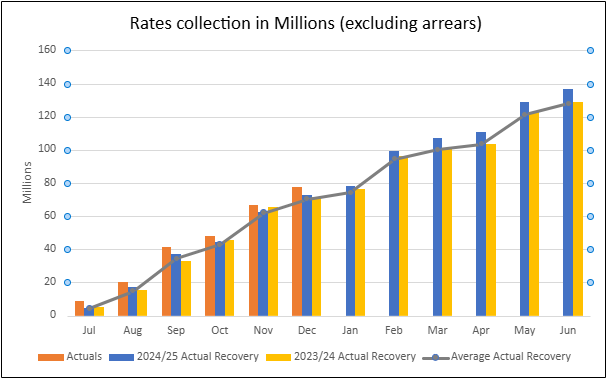 Rates collection in Millions (excluding arrears)
160
140
120
100
80
60
40
20
0
Millions
Jul Aug Sep Oct Nov Dec Jan Feb Mar Apr May Jun
Actuals 2024/25 Actual Recovery 2023/24 Actual Recovery Average Actual Recovery